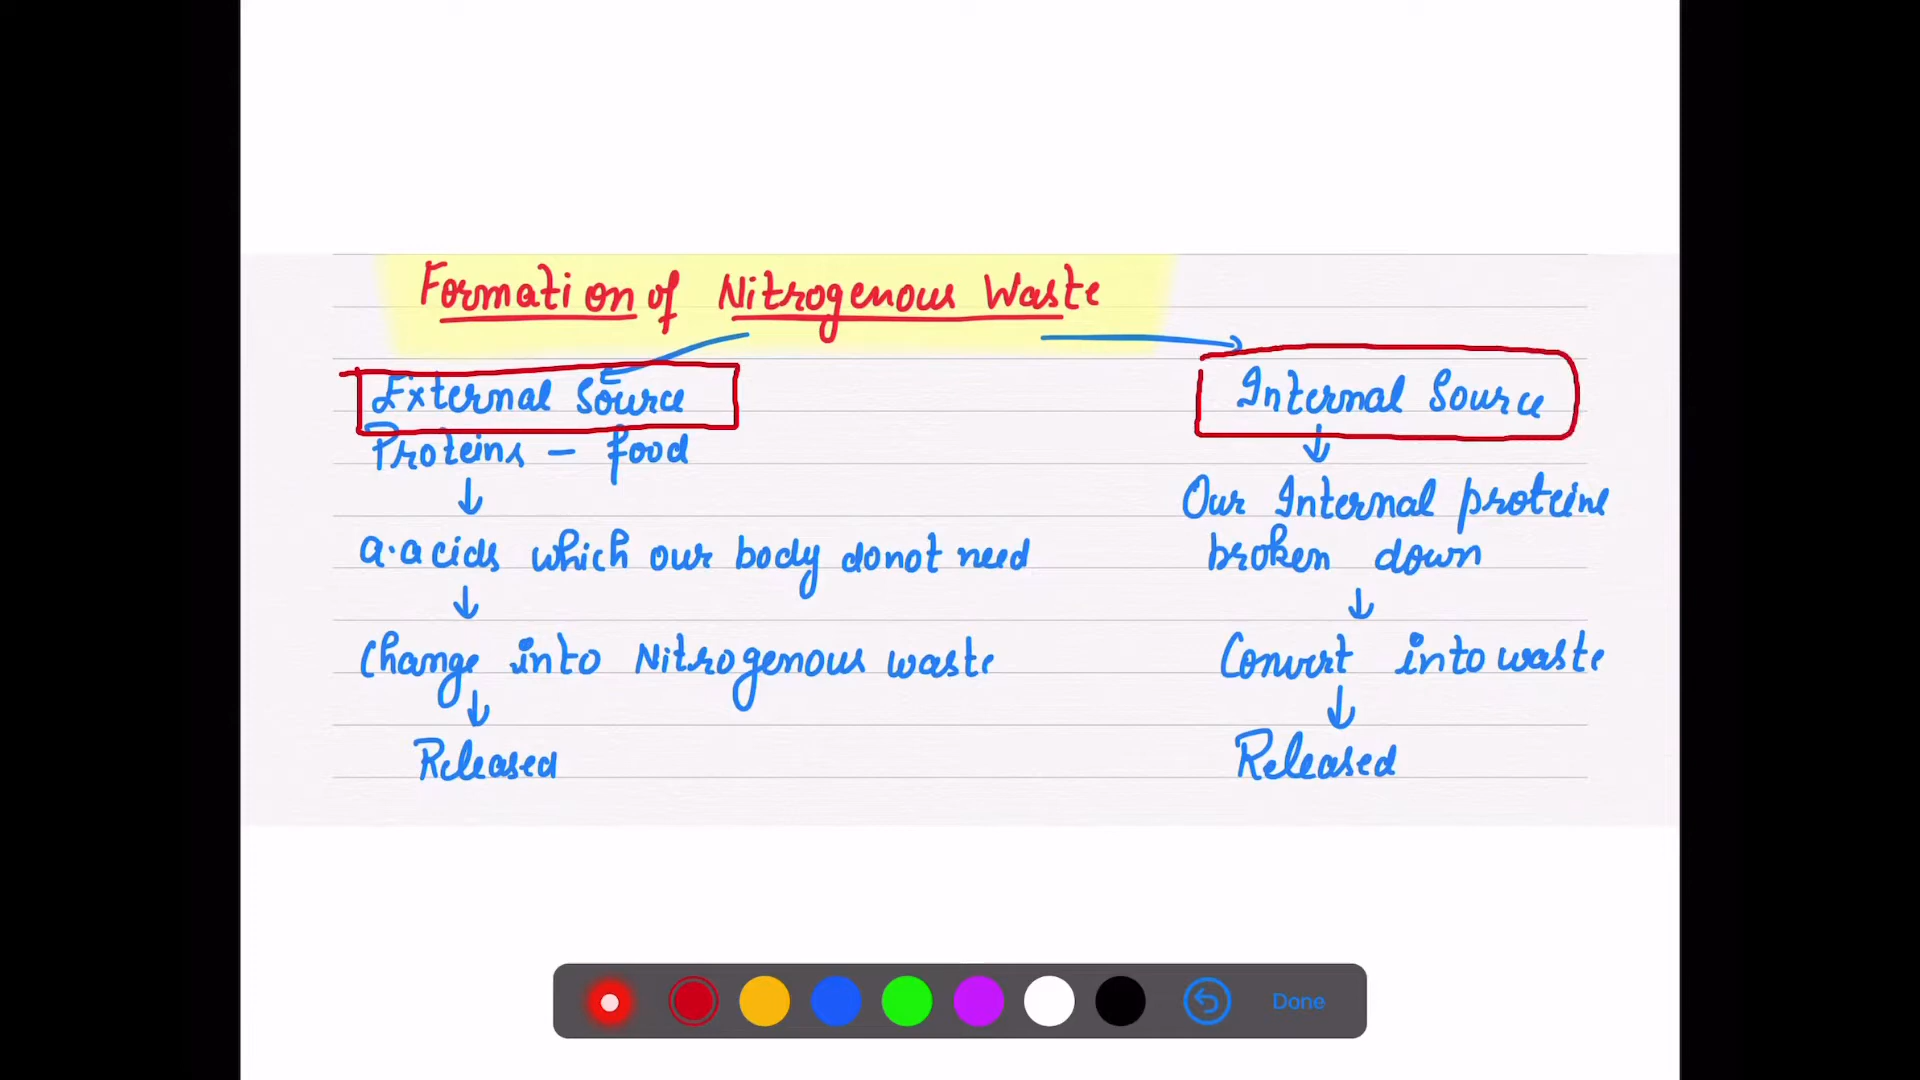 Formation of Nitrogenous Waste
External Source
Proteins - food
↓
a.acids which our body donot need
↓
Change into Nitrogenous waste
↓
Released
Internal Source
↓
Our Internal proteine
broken down
↓
Convert into waste
↓
Released
Done